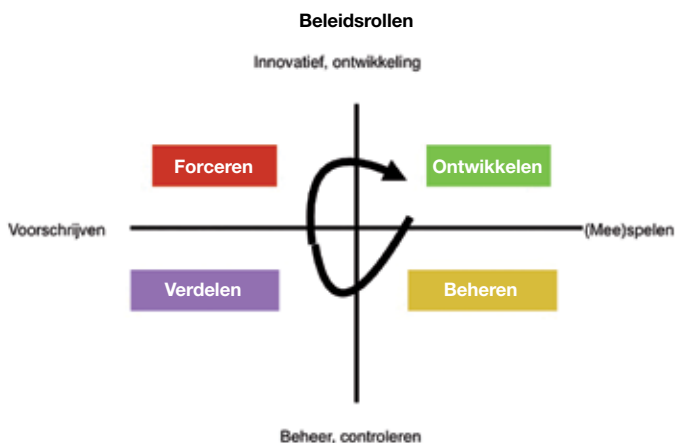 Beleidsrollen
Innovatief, ontwikkeling
Forceren
Ontwikkelen
Voorschrijven
(Mee)spelen
Verdelen
Beheren
Beheer, controleren